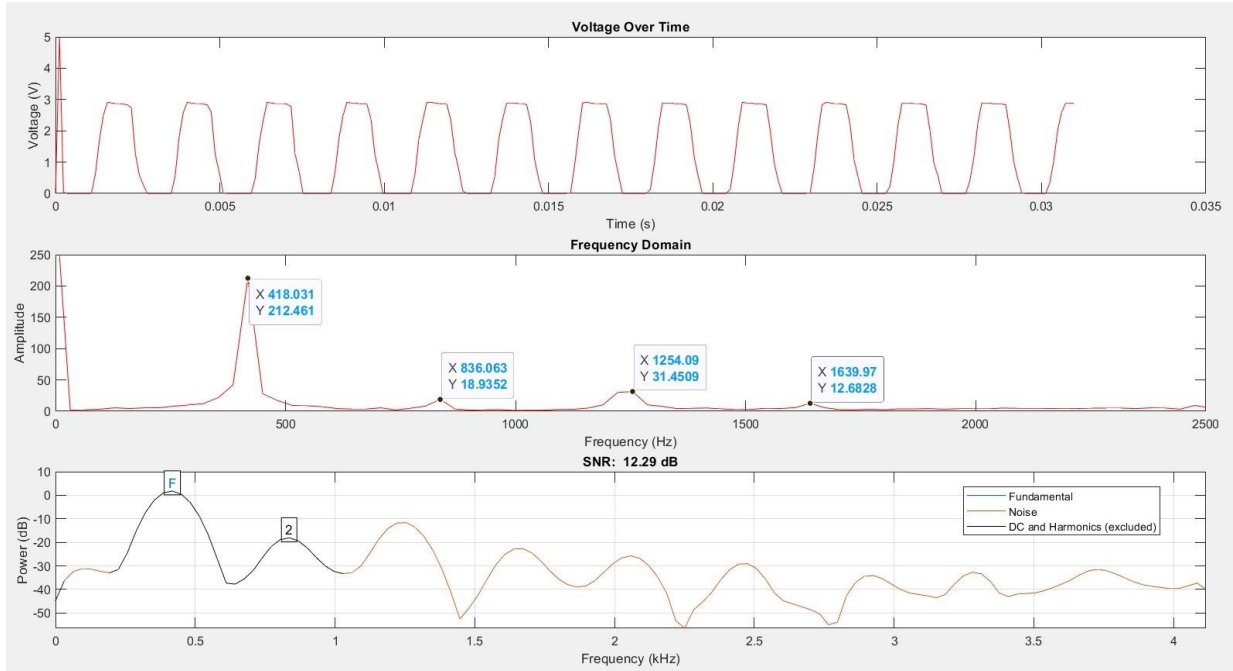 Voltage Over Time
5
4
3
2
1
0
Voltage (V)
0 0.005 0.01 0.015 0.02 0.025 0.03 0.035
Time (s)
Frequency Domain
250
200
150
100
50
0
Amplitude
X 418.031
Y 212.461
X 836.063
Y 18.9352
X 1254.09
Y 31.4509
X 1639.97
Y 12.6828
0 500 1000 1500 2000 2500
Frequency (Hz)
SNR: 12.29 dB
10
0
-10
-20
-30
-40
-50
Power (dB)
F
2
Fundamental
Noise
DC and Harmonics (excluded)
0 0.5 1 1.5 2 2.5 3 3.5 4
Frequency (kHz)